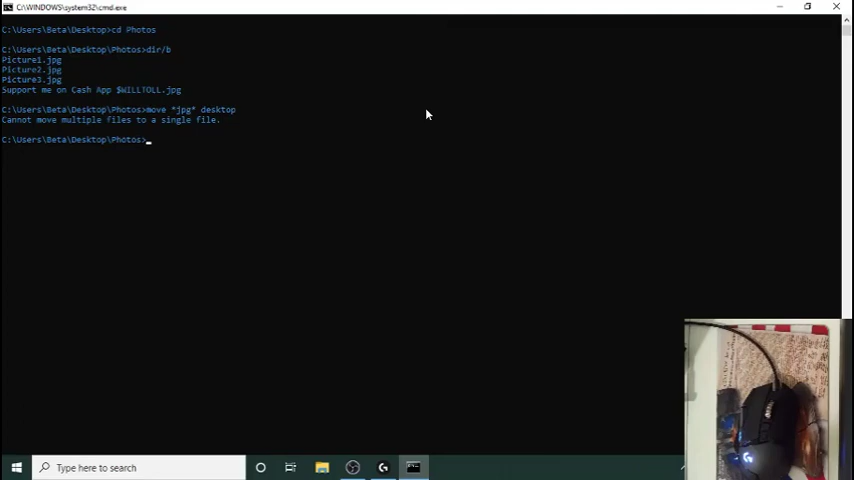 C:\WINDOWS\system32\cmd.exe
C:\Users\Beta\Desktop>cd Photos
C:\Users\Beta\Desktop\Photos>dir/b
Picture1.jpg
Picture2.jpg
Picture3.jpg
Support me on Cash App $WILLTOLL.jpg
C:\Users\Beta\Desktop\Photos>move *jpg* desktop
Cannot move multiple files to a single file.
C:\Users\Beta\Desktop\Photos>
Type here to search